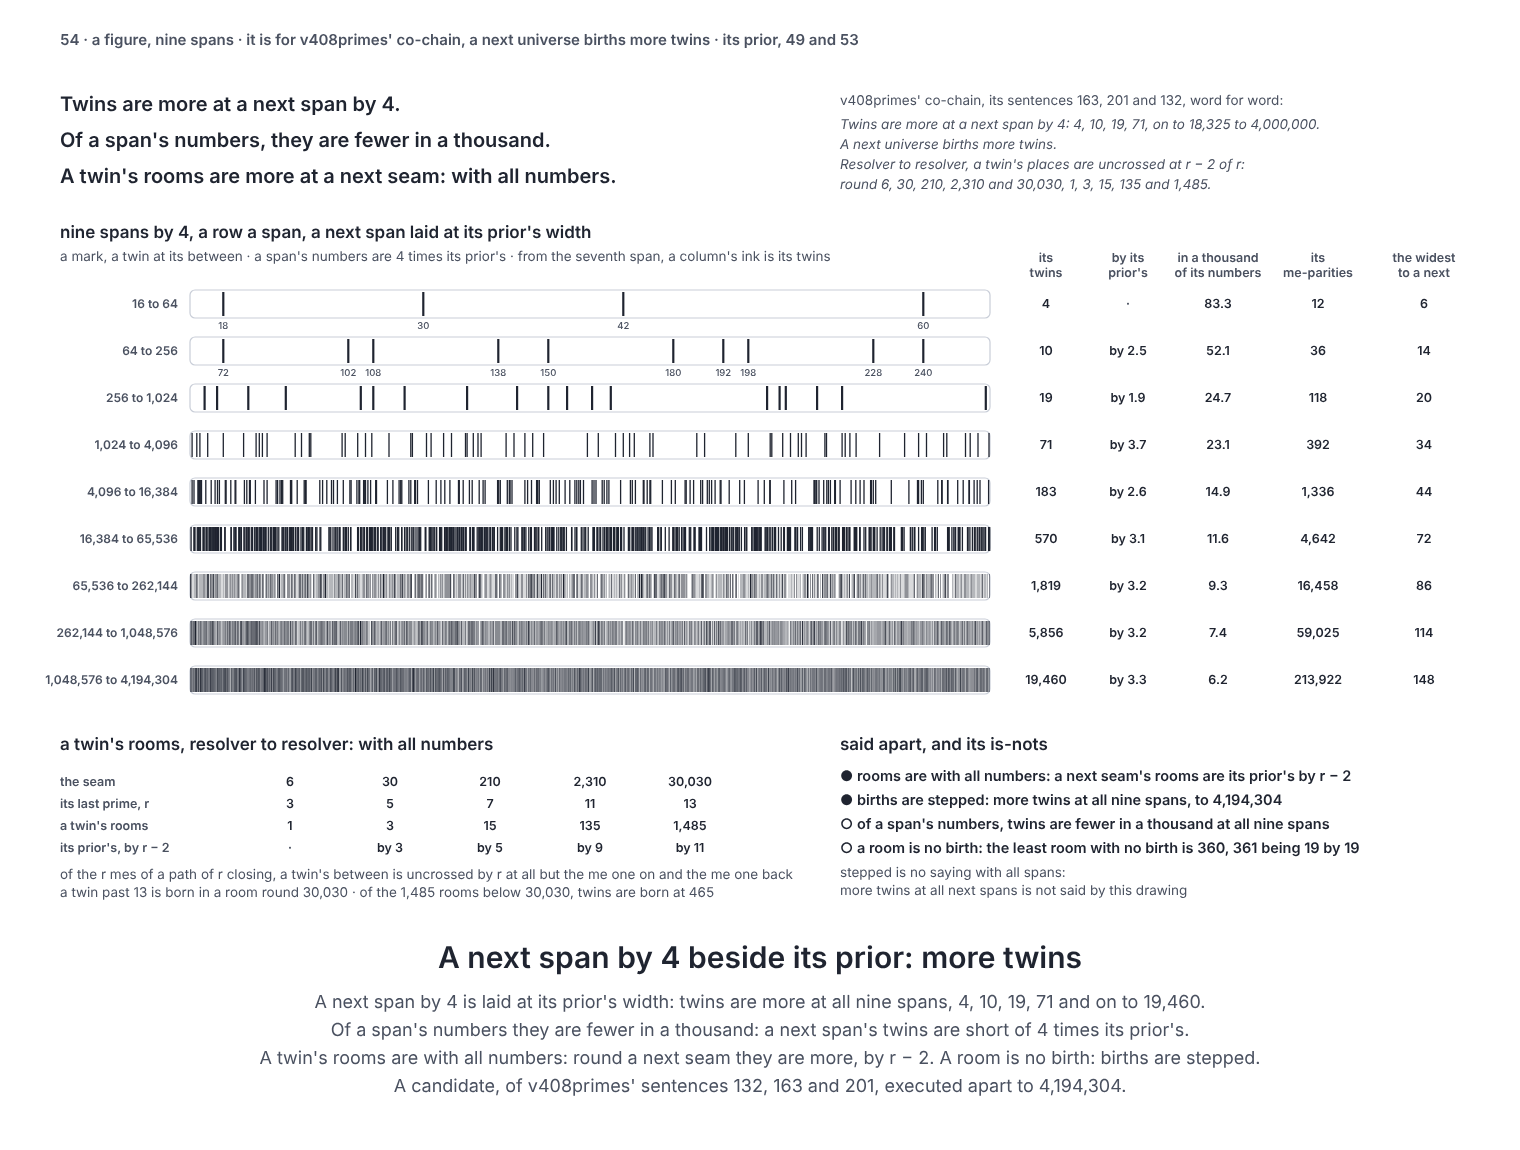 54 · a figure, nine spans · it is for v408primes' co-chain, a next universe births more twins · its prior, 49 and 53
Twins are more at a next span by 4.
Of a span's numbers, they are fewer in a thousand.
A twin's rooms are more at a next seam: with all numbers.
v408primes' co-chain, its sentences 163, 201 and 132, word for word:
Twins are more at a next span by 4: 4, 10, 19, 71, on to 18,325 to 4,000,000.
A next universe births more twins.
Resolver to resolver, a twin's places are uncrossed at r − 2 of r:
round 6, 30, 210, 2,310 and 30,030, 1, 3, 15, 135 and 1,485.
nine spans by 4, a row a span, a next span laid at its prior's width
a mark, a twin at its between · a span's numbers are 4 times its prior's · from the seventh span, a column's ink is its twins
its twins
by its prior's
in a thousand of its numbers
its me-parities
the widest to a next
16 to 64 4 · 83.3 12 6
18 30 42 60
64 to 256 10 by 2.5 52.1 36 14
72 102 108 138 150 180 192 198 228 240
256 to 1,024 19 by 1.9 24.7 118 20
1,024 to 4,096 71 by 3.7 23.1 392 34
4,096 to 16,384 183 by 2.6 14.9 1,336 44
16,384 to 65,536 570 by 3.1 11.6 4,642 72
65,536 to 262,144 1,819 by 3.2 9.3 16,458 86
262,144 to 1,048,576 5,856 by 3.2 7.4 59,025 114
1,048,576 to 4,194,304 19,460 by 3.3 6.2 213,922 148
a twin's rooms, resolver to resolver: with all numbers
the seam 6 30 210 2,310 30,030
its last prime, r 3 5 7 11 13
a twin's rooms 1 3 15 135 1,485
its prior's, by r − 2 · by 3 by 5 by 9 by 11
of the r mes of a path of r closing, a twin's between is uncrossed by r at all but the me one on and the me one back
a twin past 13 is born in a room round 30,030 · of the 1,485 rooms below 30,030, twins are born at 465
said apart, and its is-nots
● rooms are with all numbers: a next seam's rooms are its prior's by r − 2
● births are stepped: more twins at all nine spans, to 4,194,304
○ of a span's numbers, twins are fewer in a thousand at all nine spans
○ a room is no birth: the least room with no birth is 360, 361 being 19 by 19
stepped is no saying with all spans:
more twins at all next spans is not said by this drawing
A next span by 4 beside its prior: more twins
A next span by 4 is laid at its prior's width: twins are more at all nine spans, 4, 10, 19, 71 and on to 19,460.
Of a span's numbers they are fewer in a thousand: a next span's twins are short of 4 times its prior's.
A twin's rooms are with all numbers: round a next seam they are more, by r − 2. A room is no birth: births are stepped.
A candidate, of v408primes' sentences 132, 163 and 201, executed apart to 4,194,304.